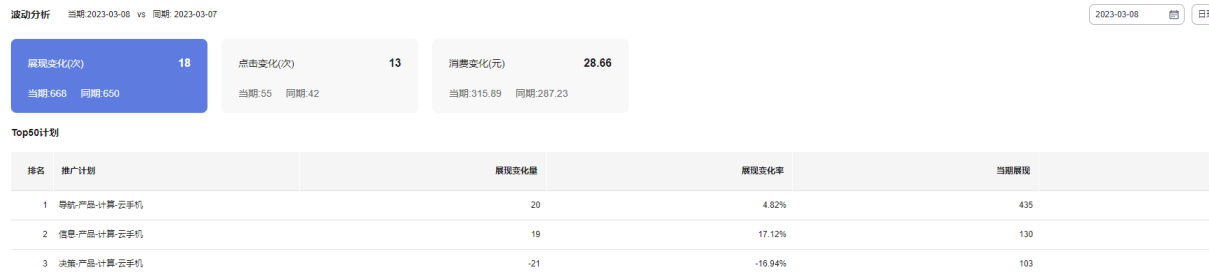 波动分析 当期:2023-03-08 vs 同期: 2023-03-07 2023-03-08
展现变化(次) 18 点击变化(次) 13 消费变化(元) 28.66
当期:668 同期:650 当期:55 同期:42 当期:315.89 同期:287.23
Top50计划
排名 推广计划 展现变化量 展现变化率 当期展现
1 导航-产品-计算-云手机 20 4.82% 435
2 信息-产品-计算-云手机 19 17.12% 130
3 决策-产品-计算-云手机 -21 -16.94% 103